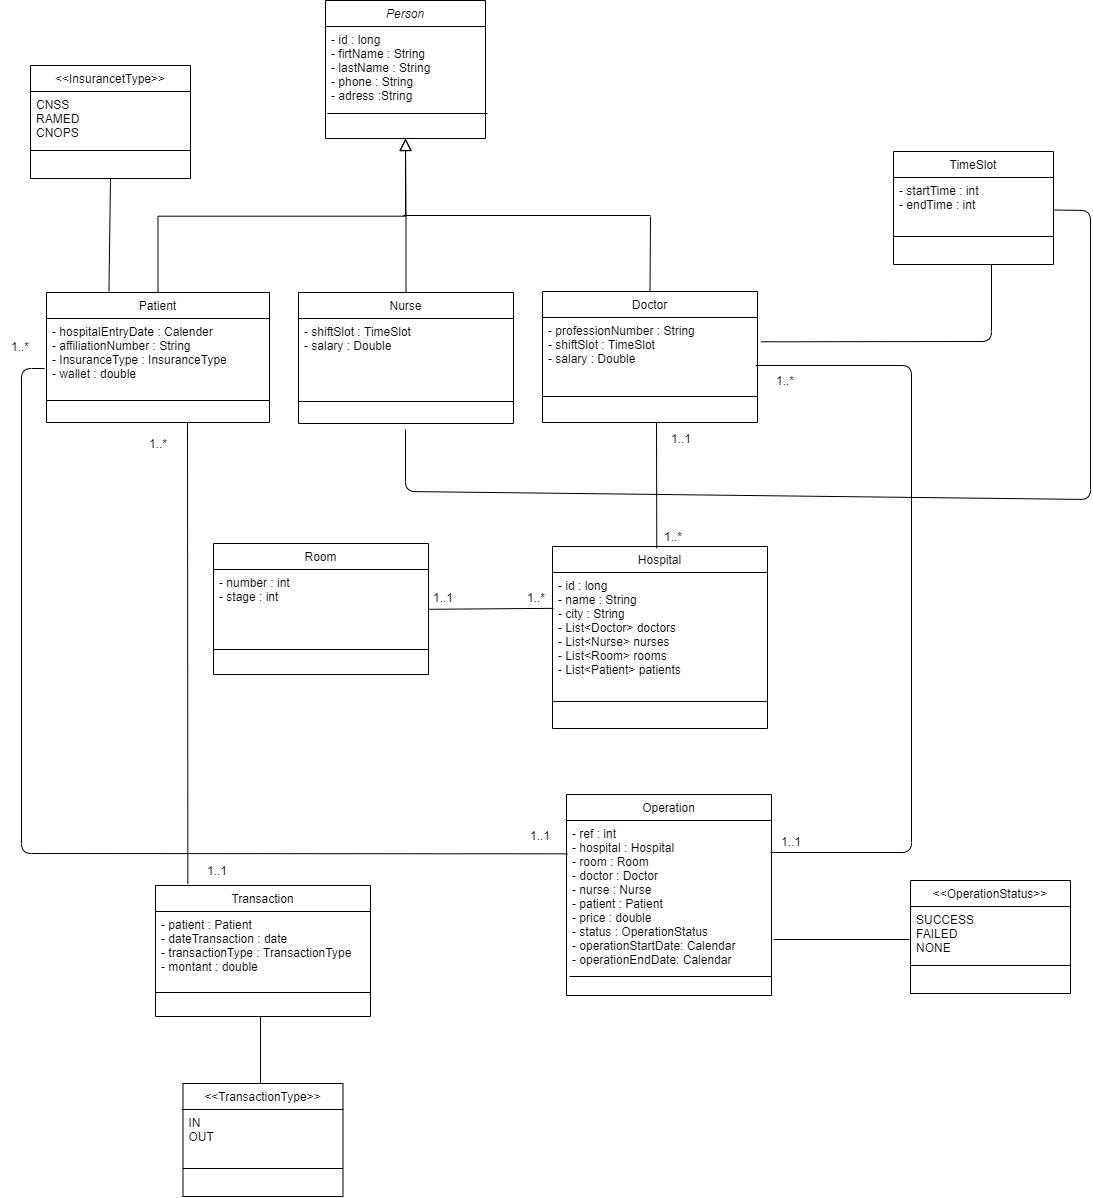 Person
- id : long
- firtName : String
- lastName : String
- phone : String
- adress :String
<<InsurancetType>>
CNSS
RAMED
CNOPS
TimeSlot
- startTime : int
- endTime : int
Patient
- hospitalEntryDate : Calender
- affiliationNumber : String
- InsuranceType : InsuranceType
- wallet : double
Nurse
- shiftSlot : TimeSlot
- salary : Double
Doctor
- professionNumber : String
- shiftSlot : TimeSlot
- salary : Double
1..*
1..*
1..*
1..1
1..*
Room
- number : int
- stage : int
1..1
1..*
Hospital
- id : long
- name : String
- city : String
- List<Doctor> doctors
- List<Nurse> nurses
- List<Room> rooms
- List<Patient> patients
1..1
1..1
Operation
- ref : int
- hospital : Hospital
- room : Room
- doctor : Doctor
- nurse : Nurse
- patient : Patient
- price : double
- status : OperationStatus
- operationStartDate: Calendar
- operationEndDate: Calendar
1..1
Transaction
- patient : Patient
- dateTransaction : date
- transactionType : TransactionType
- montant : double
<<OperationStatus>>
SUCCESS
FAILED
NONE
<<TransactionType>>
IN
OUT